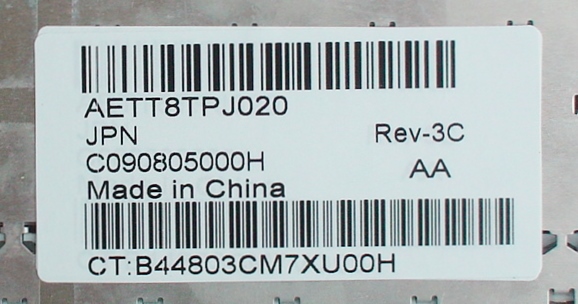 AETT8TPJ020
JPN
Rev-3C
C090805000H
AA
Made in China
CT:B44803CM7XU00H